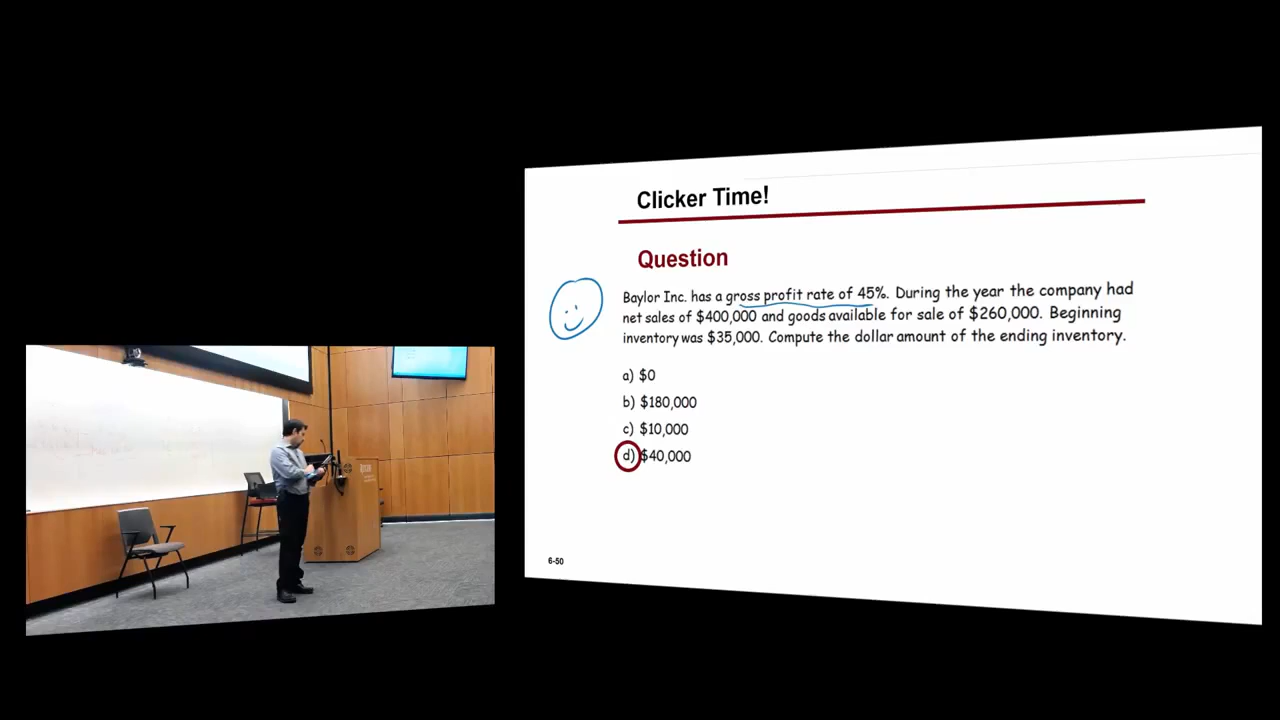 Clicker Time!
Question
Baylor Inc. has a gross profit rate of 45%. During the year the company had
net sales of $400,000 and goods available for sale of $260,000. Beginning
inventory was $35,000. Compute the dollar amount of the ending inventory.
a) $0
b) $180,000
c) $10,000
d) $40,000
6-50